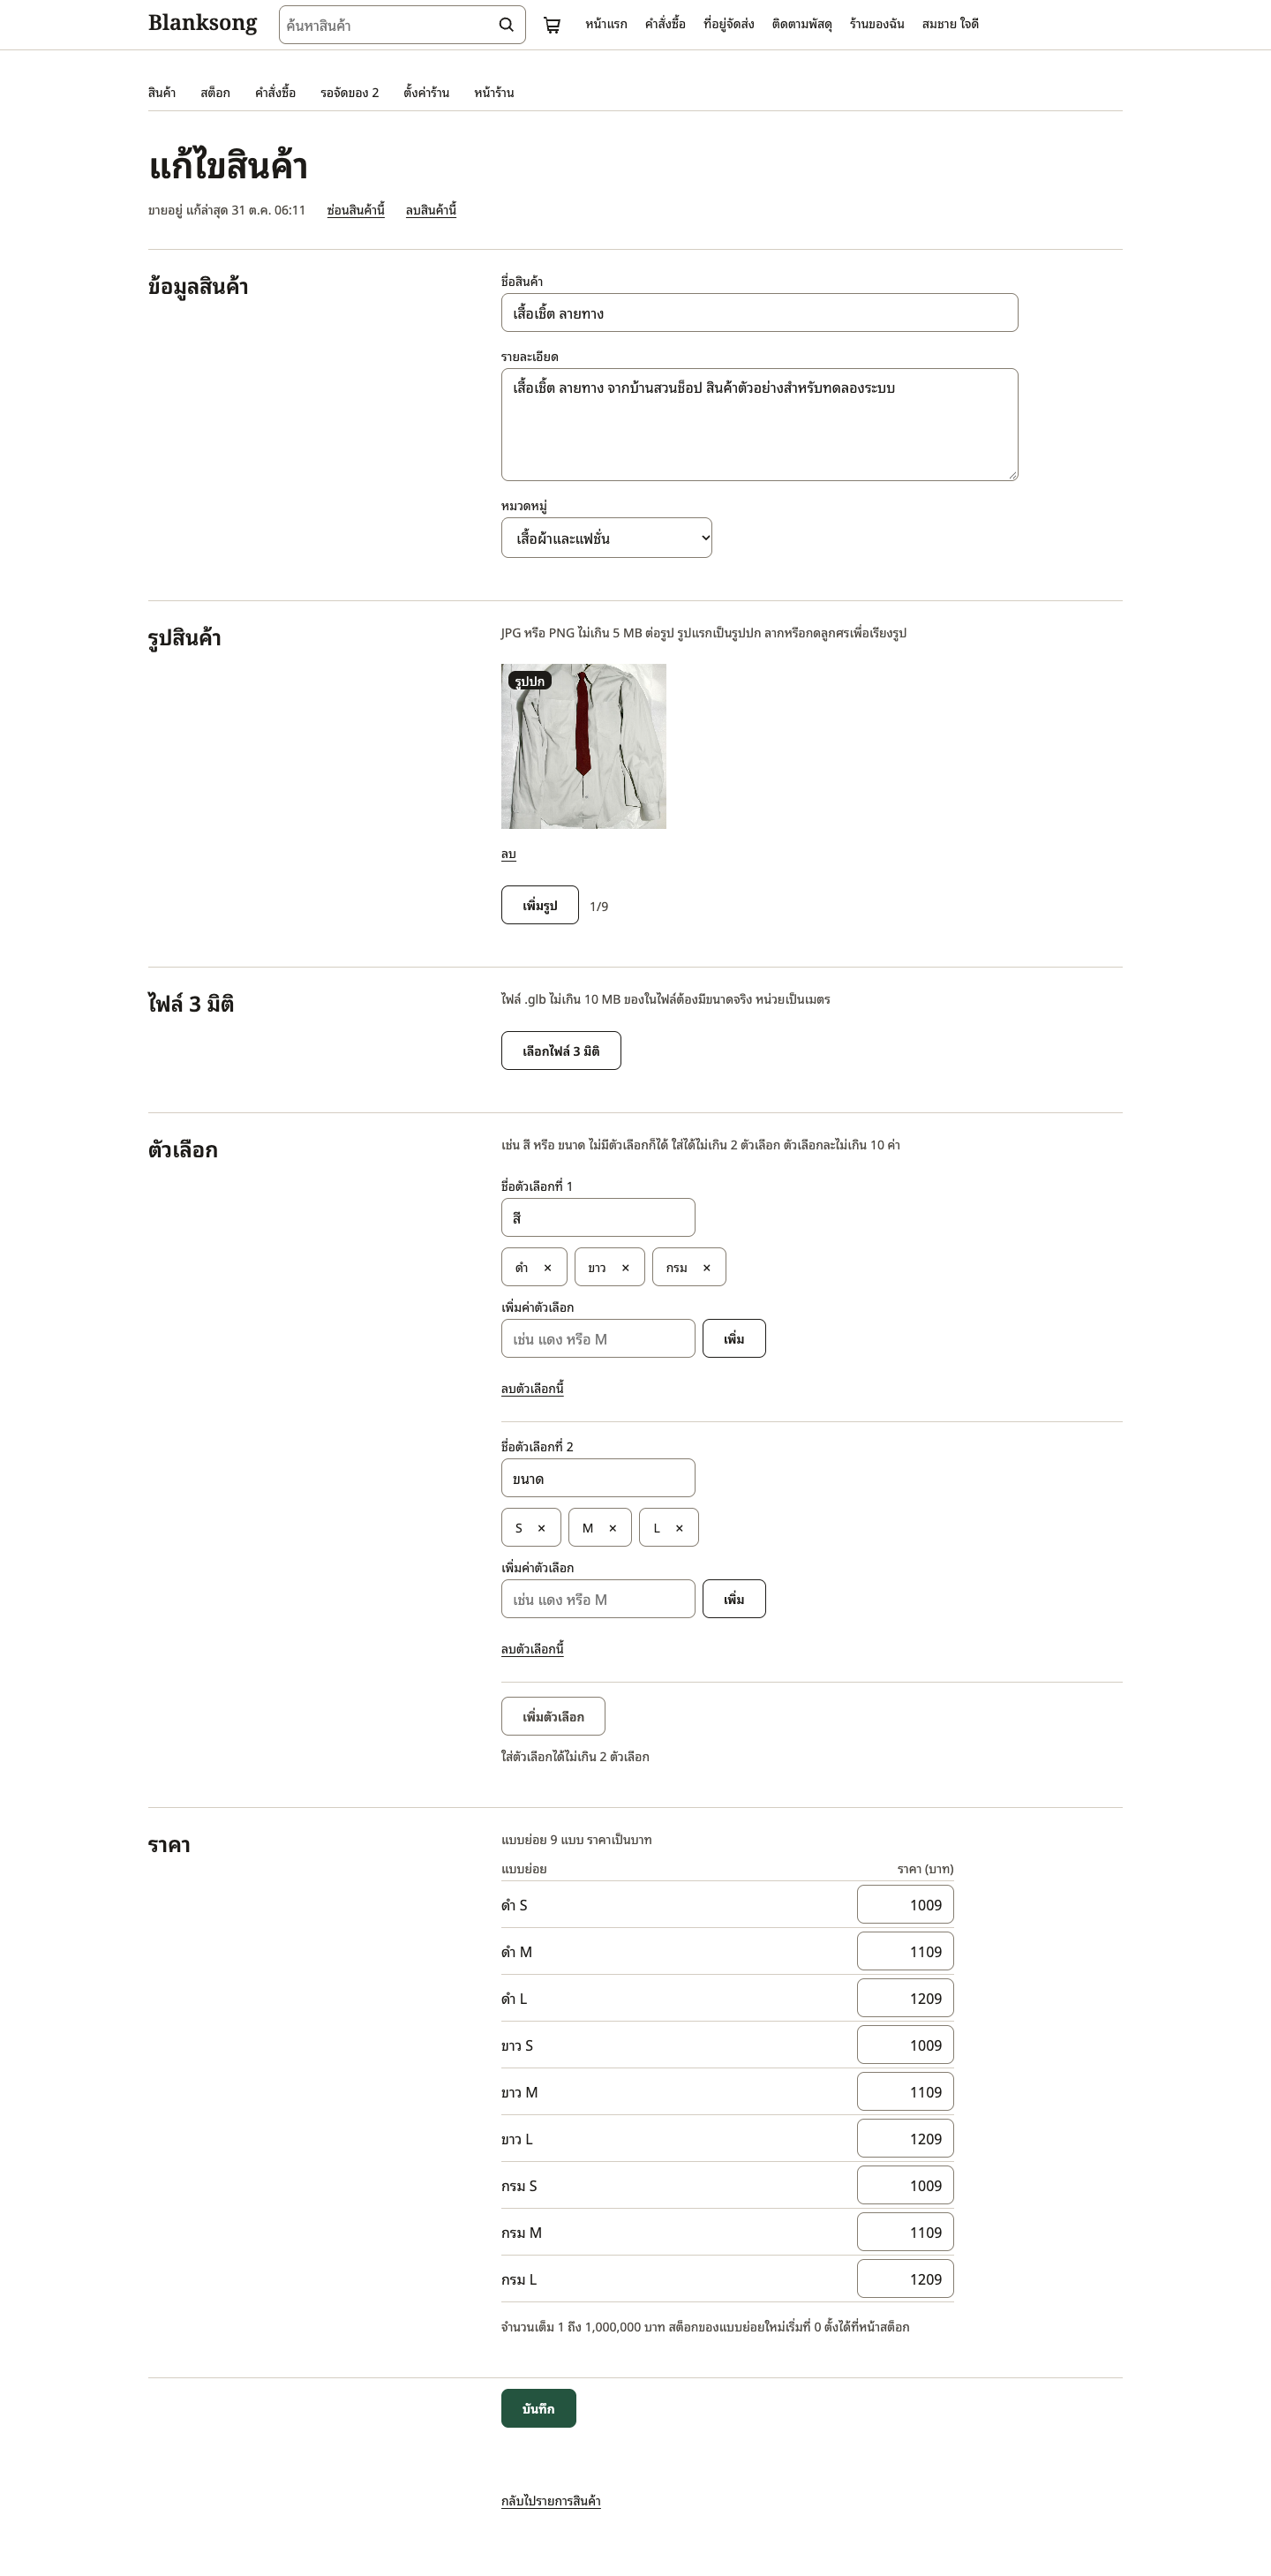 Blanksong
ค้นหาสินค้า
หน้าแรก คำสั่งซื้อ ที่อยู่จัดส่ง ติดตามพัสดุ ร้านของฉัน สมชาย ใจดี
สินค้า สต็อก คำสั่งซื้อ รอจัดของ 2 ตั้งค่าร้าน หน้าร้าน
แก้ไขสินค้า
ขายอยู่ แก้ล่าสุด 31 ต.ค. 06:11 ซ่อนสินค้านี้ ลบสินค้านี้
ข้อมูลสินค้า
ชื่อสินค้า
เสื้อเชิ้ต ลายทาง
รายละเอียด
เสื้อเชิ้ต ลายทาง จากบ้านสวนช็อป สินค้าตัวอย่างสำหรับทดลองระบบ
หมวดหมู่
เสื้อผ้าและแฟชั่น
รูปสินค้า
JPG หรือ PNG ไม่เกิน 5 MB ต่อรูป รูปแรกเป็นรูปปก ลากหรือกดลูกศรเพื่อเรียงรูป
รูปปก
ลบ
เพิ่มรูป 1/9
ไฟล์ 3 มิติ
ไฟล์ .glb ไม่เกิน 10 MB ของในไฟล์ต้องมีขนาดจริง หน่วยเป็นเมตร
เลือกไฟล์ 3 มิติ
ตัวเลือก
เช่น สี หรือ ขนาด ไม่มีตัวเลือกก็ได้ ใส่ได้ไม่เกิน 2 ตัวเลือก ตัวเลือกละไม่เกิน 10 ค่า
ชื่อตัวเลือกที่ 1
สี
ดำ × ขาว × กรม ×
เพิ่มค่าตัวเลือก
เช่น แดง หรือ M เพิ่ม
ลบตัวเลือกนี้
ชื่อตัวเลือกที่ 2
ขนาด
S × M × L ×
เพิ่มค่าตัวเลือก
เช่น แดง หรือ M เพิ่ม
ลบตัวเลือกนี้
เพิ่มตัวเลือก
ใส่ตัวเลือกได้ไม่เกิน 2 ตัวเลือก
ราคา
แบบย่อย 9 แบบ ราคาเป็นบาท
แบบย่อย ราคา (บาท)
ดำ S 1009
ดำ M 1109
ดำ L 1209
ขาว S 1009
ขาว M 1109
ขาว L 1209
กรม S 1009
กรม M 1109
กรม L 1209
จำนวนเต็ม 1 ถึง 1,000,000 บาท สต็อกของแบบย่อยใหม่เริ่มที่ 0 ตั้งได้ที่หน้าสต็อก
บันทึก
กลับไปรายการสินค้า